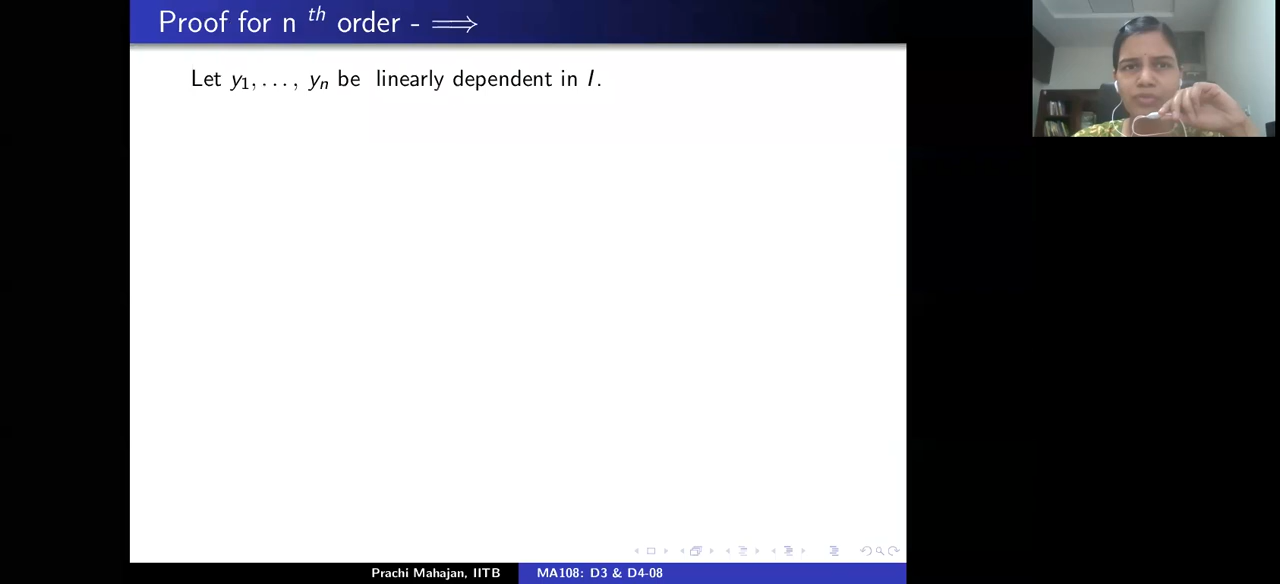 Proof for n th order - ⟹
Let y1, . . . , yn be linearly dependent in I.
Prachi Mahajan, IITB MA108: D3 & D4-08